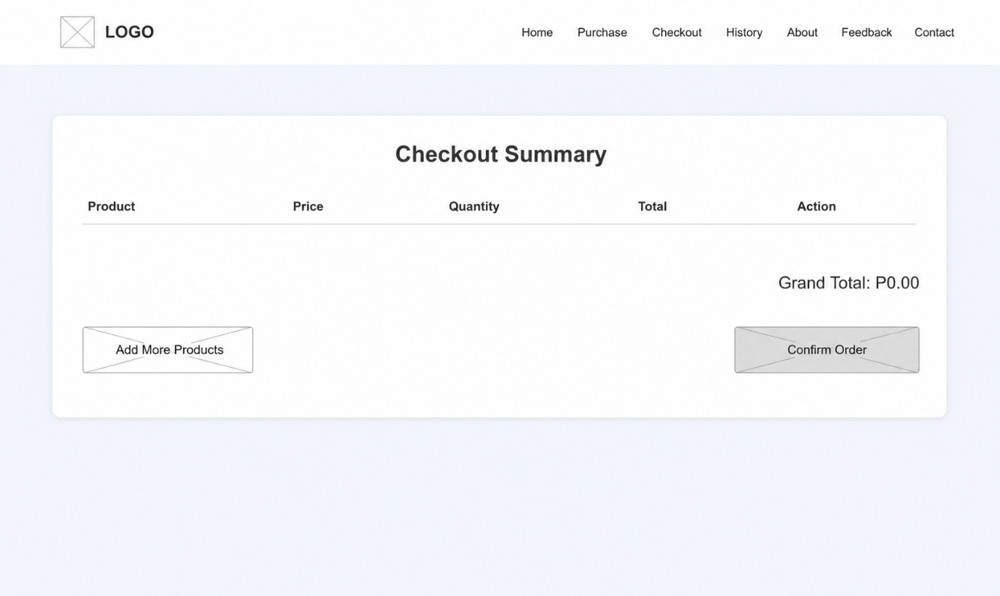 LOGO
Home Purchase Checkout History About Feedback Contact
Checkout Summary
Product Price Quantity Total Action
Grand Total: P0.00
Add More Products
Confirm Order